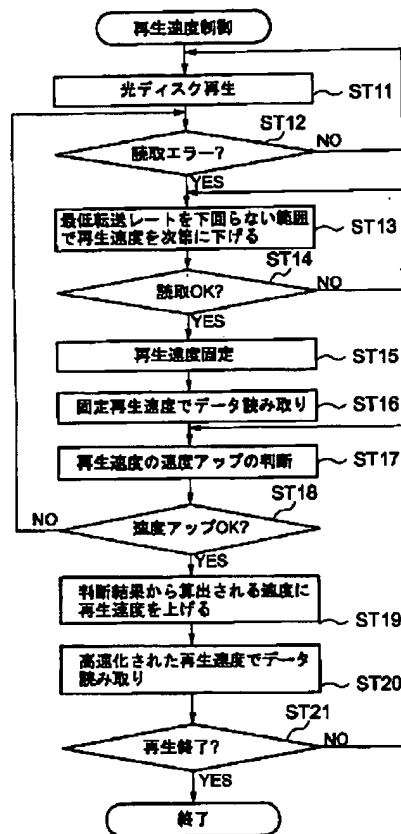 再生速度制御
光ディスク再生
ST11
ST12
読取エラー?
NO
YES
最低転送レートを下回らない範囲
で再生速度を次第に下げる
ST13
ST14
読取OK?
NO
YES
再生速度固定
ST15
固定再生速度でデータ読み取り
ST16
再生速度の速度アップの判断
ST17
ST18
NO
速度アップOK?
YES
判断結果から算出される速度に
再生速度を上げる
ST19
高速化された再生速度でデータ
読み取り
ST20
ST21
再生終了?
NO
YES
終了